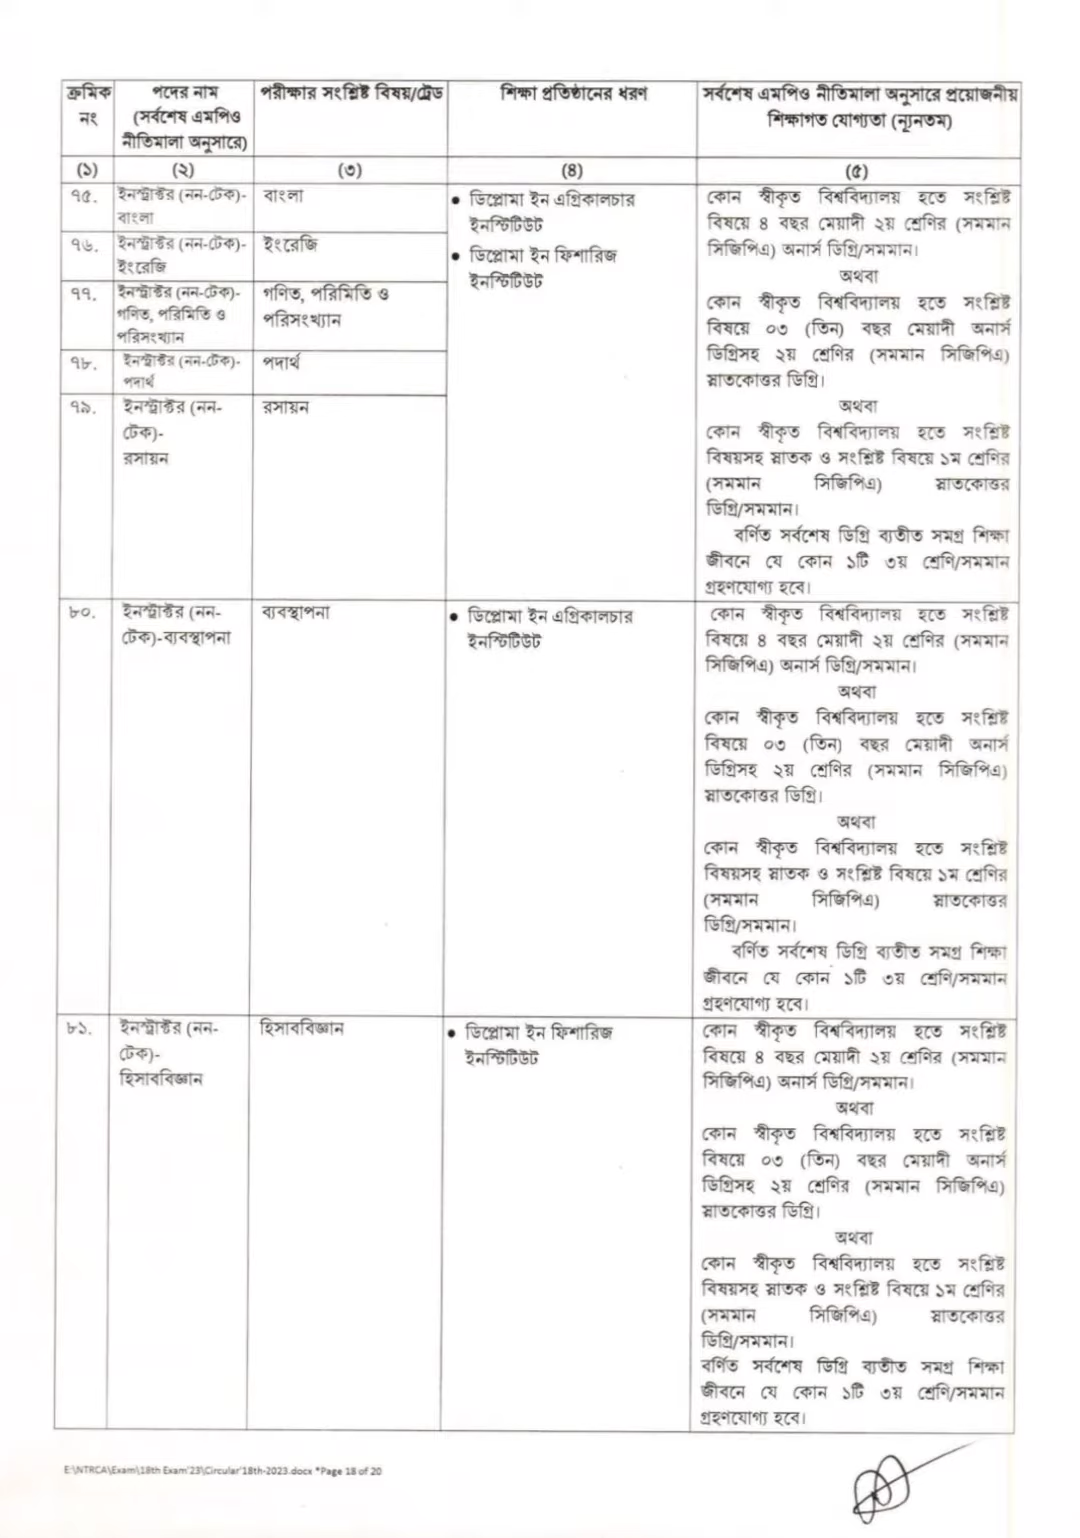 ক্রমিক নং
পদের নাম (সর্বশেষ এমপিও নীতিমালা অনুসারে)
পরীক্ষার সংশ্লিষ্ট বিষয়/ট্রেড
শিক্ষা প্রতিষ্ঠানের ধরণ
সর্বশেষ এমপিও নীতিমালা অনুসারে প্রয়োজনীয়
শিক্ষাগত যোগ্যতা (ন্যূনতম)
(১)
(২)
(৩)
(৪)
(৫)
৭৫.
ইনস্ট্রাক্টর (নন-টেক)-
বাংলা
বাংলা
৭৬.
ইনস্ট্রাক্টর (নন-টেক)-
ইংরেজি
ইংরেজি
৭৭.
ইনস্ট্রাক্টর (নন-টেক)-
গণিত, পরিমিতি ও
পরিসংখ্যান
গণিত, পরিমিতি ও
পরিসংখ্যান
৭৮.
ইনস্ট্রাক্টর (নন-টেক)-
পদার্থ
পদার্থ
৭৯.
ইনস্ট্রাক্টর (নন-
টেক)-
রসায়ন
রসায়ন
• ডিপ্লোমা ইন এগ্রিকালচার
ইনস্টিটিউট
• ডিপ্লোমা ইন ফিশারিজ
ইনস্টিটিউট
কোন স্বীকৃত বিশ্ববিদ্যালয় হতে সংশ্লিষ্ট
বিষয়ে ৪ বছর মেয়াদী ২য় শ্রেণির (সমমান
সিজিপিএ) অনার্স ডিগ্রি/সমমান।
অথবা
কোন স্বীকৃত বিশ্ববিদ্যালয় হতে সংশ্লিষ্ট
বিষয়ে ০৩ (তিন) বছর মেয়াদী অনার্স
ডিগ্রিসহ ২য় শ্রেণির (সমমান সিজিপিএ)
স্নাতকোত্তর ডিগ্রি।
অথবা
কোন স্বীকৃত বিশ্ববিদ্যালয় হতে সংশ্লিষ্ট
বিষয়সহ স্নাতক ও সংশ্লিষ্ট বিষয়ে ১ম শ্রেণির
(সমমান সিজিপিএ) স্নাতকোত্তর
ডিগ্রি/সমমান।
বর্ণিত সর্বশেষ ডিগ্রি ব্যতীত সমগ্র শিক্ষা
জীবনে যে কোন ১টি ৩য় শ্রেণি/সমমান
গ্রহণযোগ্য হবে।
৮০.
ইনস্ট্রাক্টর (নন-
টেক)-ব্যবস্থাপনা
ব্যবস্থাপনা
• ডিপ্লোমা ইন এগ্রিকালচার
ইনস্টিটিউট
কোন স্বীকৃত বিশ্ববিদ্যালয় হতে সংশ্লিষ্ট
বিষয়ে ৪ বছর মেয়াদী ২য় শ্রেণির (সমমান
সিজিপিএ) অনার্স ডিগ্রি/সমমান।
অথবা
কোন স্বীকৃত বিশ্ববিদ্যালয় হতে সংশ্লিষ্ট
বিষয়ে ০৩ (তিন) বছর মেয়াদী অনার্স
ডিগ্রিসহ ২য় শ্রেণির (সমমান সিজিপিএ)
স্নাতকোত্তর ডিগ্রি।
অথবা
কোন স্বীকৃত বিশ্ববিদ্যালয় হতে সংশ্লিষ্ট
বিষয়সহ স্নাতক ও সংশ্লিষ্ট বিষয়ে ১ম শ্রেণির
(সমমান সিজিপিএ) স্নাতকোত্তর
ডিগ্রি/সমমান।
বর্ণিত সর্বশেষ ডিগ্রি ব্যতীত সমগ্র শিক্ষা
জীবনে যে কোন ১টি ৩য় শ্রেণি/সমমান
গ্রহণযোগ্য হবে।
৮১.
ইনস্ট্রাক্টর (নন-
টেক)-
হিসাববিজ্ঞান
হিসাববিজ্ঞান
• ডিপ্লোমা ইন ফিশারিজ
ইনস্টিটিউট
কোন স্বীকৃত বিশ্ববিদ্যালয় হতে সংশ্লিষ্ট
বিষয়ে ৪ বছর মেয়াদী ২য় শ্রেণির (সমমান
সিজিপিএ) অনার্স ডিগ্রি/সমমান।
অথবা
কোন স্বীকৃত বিশ্ববিদ্যালয় হতে সংশ্লিষ্ট
বিষয়ে ০৩ (তিন) বছর মেয়াদী অনার্স
ডিগ্রিসহ ২য় শ্রেণির (সমমান সিজিপিএ)
স্নাতকোত্তর ডিগ্রি।
অথবা
কোন স্বীকৃত বিশ্ববিদ্যালয় হতে সংশ্লিষ্ট
বিষয়সহ স্নাতক ও সংশ্লিষ্ট বিষয়ে ১ম শ্রেণির
(সমমান সিজিপিএ) স্নাতকোত্তর
ডিগ্রি/সমমান।
বর্ণিত সর্বশেষ ডিগ্রি ব্যতীত সমগ্র শিক্ষা
জীবনে যে কোন ১টি ৩য় শ্রেণি/সমমান
গ্রহণযোগ্য হবে।
E:\NTRCA\Exam\18th Exam'23\Circular'18th-2023.docx *Page 18 of 20